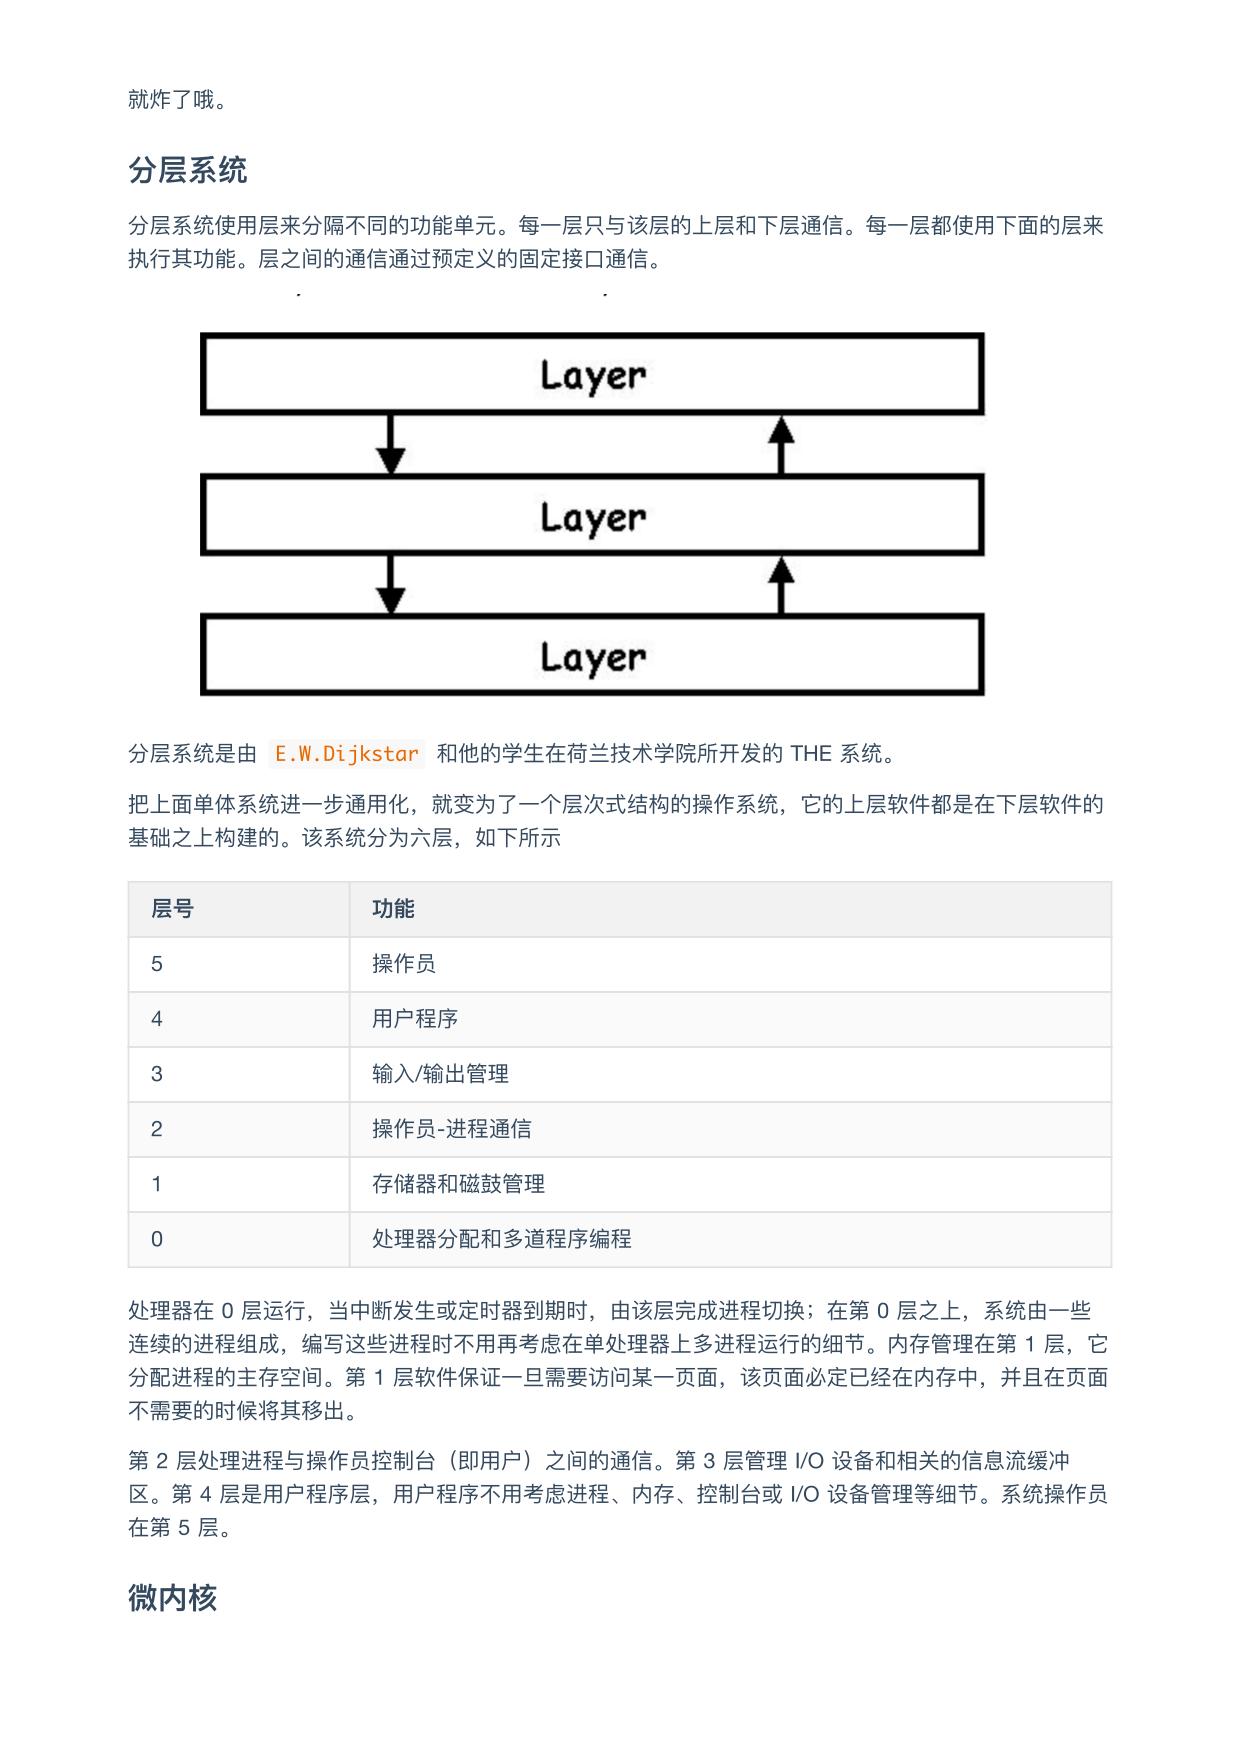 就炸了哦。
分层系统
分层系统使用层来分隔不同的功能单元。每一层只与该层的上层和下层通信。每一层都使用下面的层来
执行其功能。层之间的通信通过预定义的固定接口通信。
Layer
Layer
Layer
分层系统是由 E.W.Dijkstar 和他的学生在荷兰技术学院所开发的 THE 系统。
把上面单体系统进一步通用化，就变为了一个层次式结构的操作系统，它的上层软件都是在下层软件的
基础之上构建的。该系统分为六层，如下所示
层号 功能
5 操作员
4 用户程序
3 输入/输出管理
2 操作员-进程通信
1 存储器和磁鼓管理
0 处理器分配和多道程序编程
处理器在 0 层运行，当中断发生或定时器到期时，由该层完成进程切换；在第 0 层之上，系统由一些
连续的进程组成，编写这些进程时不用再考虑在单处理器上多进程运行的细节。内存管理在第 1 层，它
分配进程的主存空间。第 1 层软件保证一旦需要访问某一页面，该页面必定已经在内存中，并且在页面
不需要的时候将其移出。
第 2 层处理进程与操作员控制台（即用户）之间的通信。第 3 层管理 I/O 设备和相关的信息流缓冲
区。第 4 层是用户程序层，用户程序不用考虑进程、内存、控制台或 I/O 设备管理等细节。系统操作员
在第 5 层。
微内核